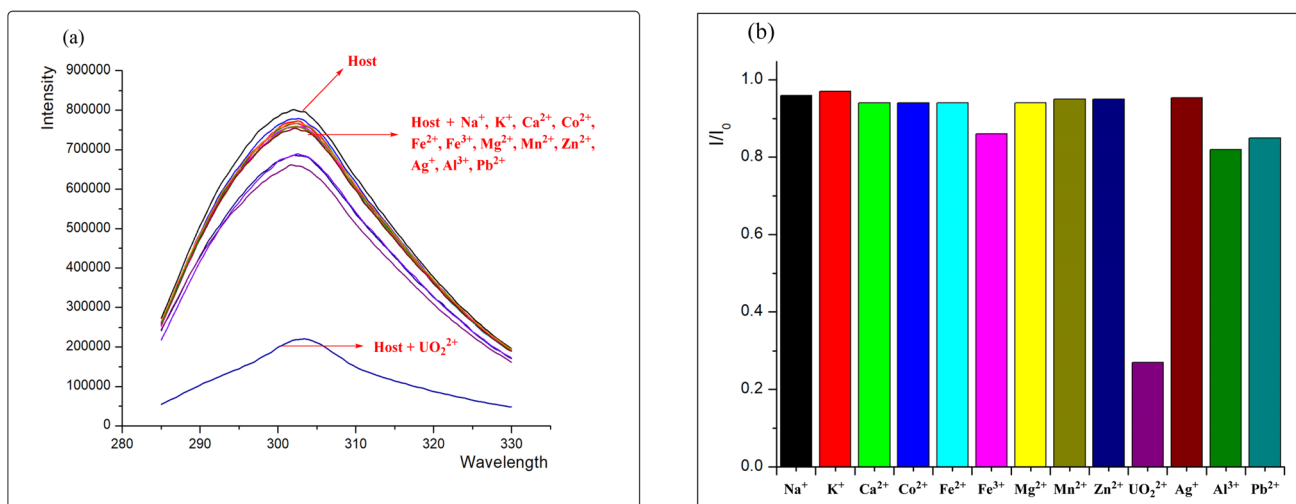 (a)
Intensity
900000
800000
700000
600000
500000
400000
300000
200000
100000
0
Host
Host + Na⁺, K⁺, Ca²⁺, Co²⁺,
Fe²⁺, Fe³⁺, Mg²⁺, Mn²⁺, Zn²⁺,
Ag⁺, Al³⁺, Pb²⁺
Host + UO₂²⁺
280 290 300 310 320 330
Wavelength
(b)
I/I₀
1.0
0.8
0.6
0.4
0.2
0.0
Na⁺ K⁺ Ca²⁺ Co²⁺ Fe²⁺ Fe³⁺ Mg²⁺ Mn²⁺ Zn²⁺ UO₂²⁺ Ag⁺ Al³⁺ Pb²⁺